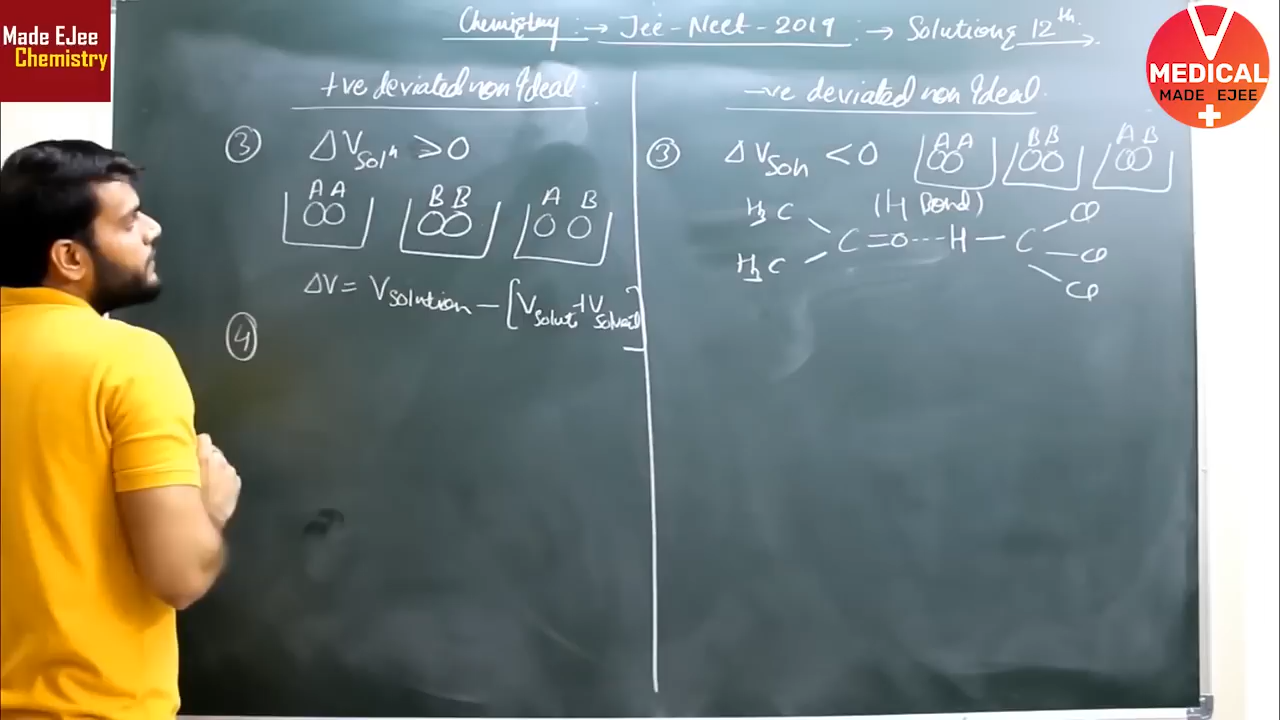 Made EJee
Chemistry
Chemistry → Jee - Neet - 2019 → Solutions 12th
V
MEDICAL
MADE EJEE
+ve deviated non Ideal
③ ΔVsolⁿ > 0
A A B B A B
ΔV = Vsolution - [Vsolut + Vsolvent]
④
-ve deviated non Ideal
③ ΔVsoln < 0 A A B B A B
(H Bond)
H3C Cl
C=O---H-C-Cl
H3C Cl